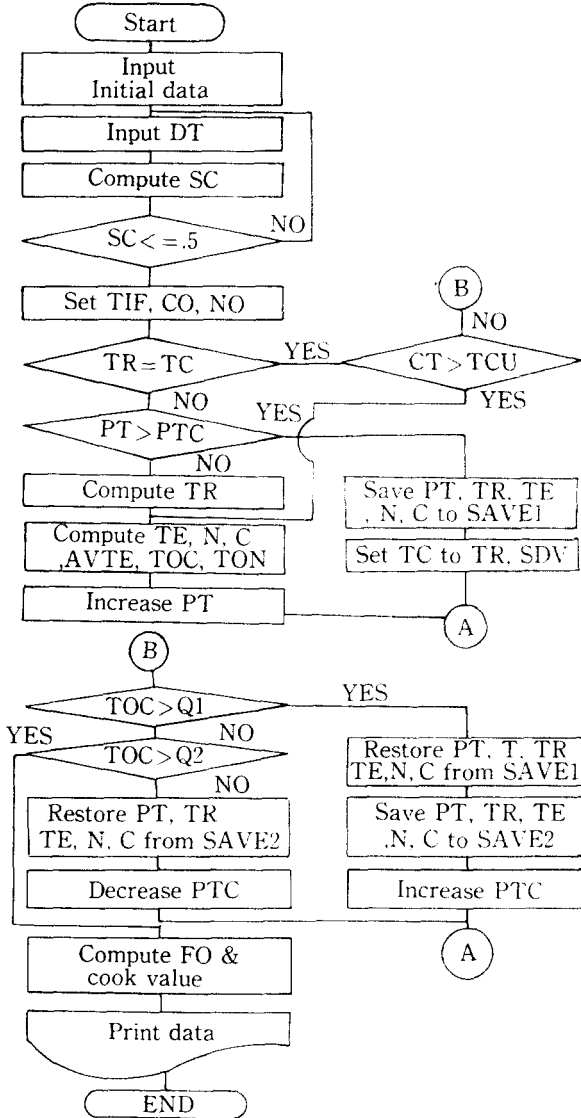 Start
Input
Initial data
Input DT
Compute SC
NO
SC<=.5
Set TIF, CO, NO
B
NO
TR=TC
YES
CT>TCU
NO
YES
YES
PT>PTC
NO
Compute TR
Save PT, TR, TE
, N, C to SAVE1
Compute TE, N, C
,AVTE, TOC, TON
Set TC to TR, SDV
Increase PT
A
B
TOC>Q1
YES
YES
NO
TOC>Q2
NO
Restore PT, T, TR
TE,N, C from SAVE1
Restore PT, TR
TE, N, C from SAVE2
Save PT, TR, TE
,N, C to SAVE2
Decrease PTC
Increase PTC
A
Compute FO &
cook value
Print data
END